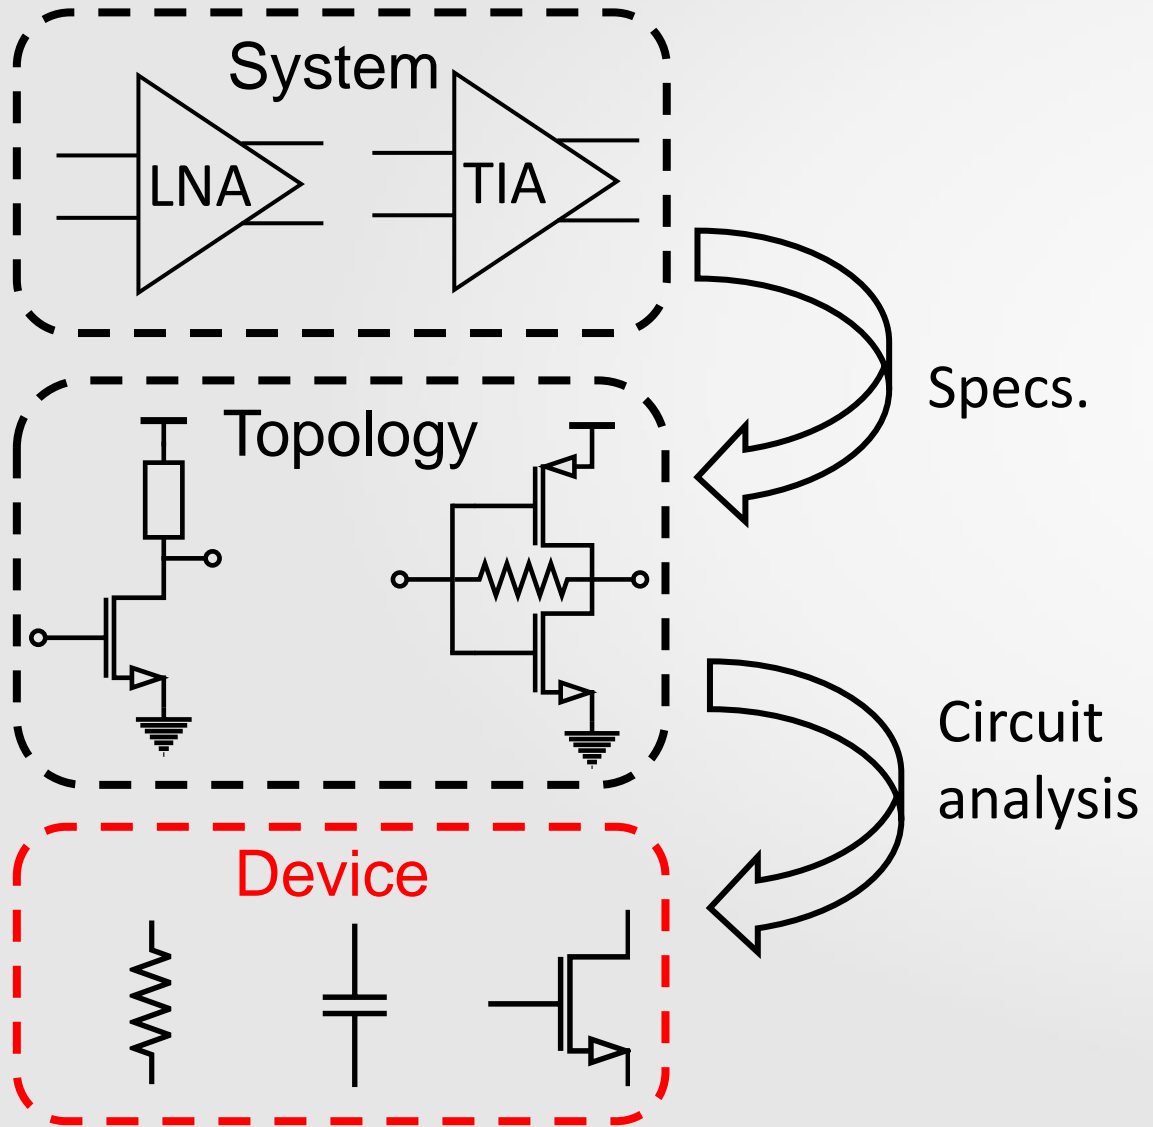 System
LNA
TIA
Specs.
Topology
Circuit
analysis
Device